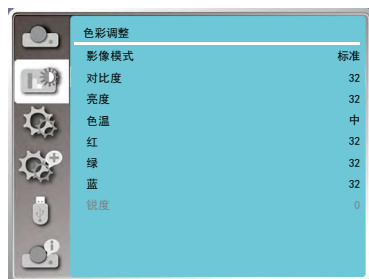 色彩调整
影像模式 标准
对比度 32
亮度 32
色温 中
红 32
绿 32
蓝 32
锐度 0